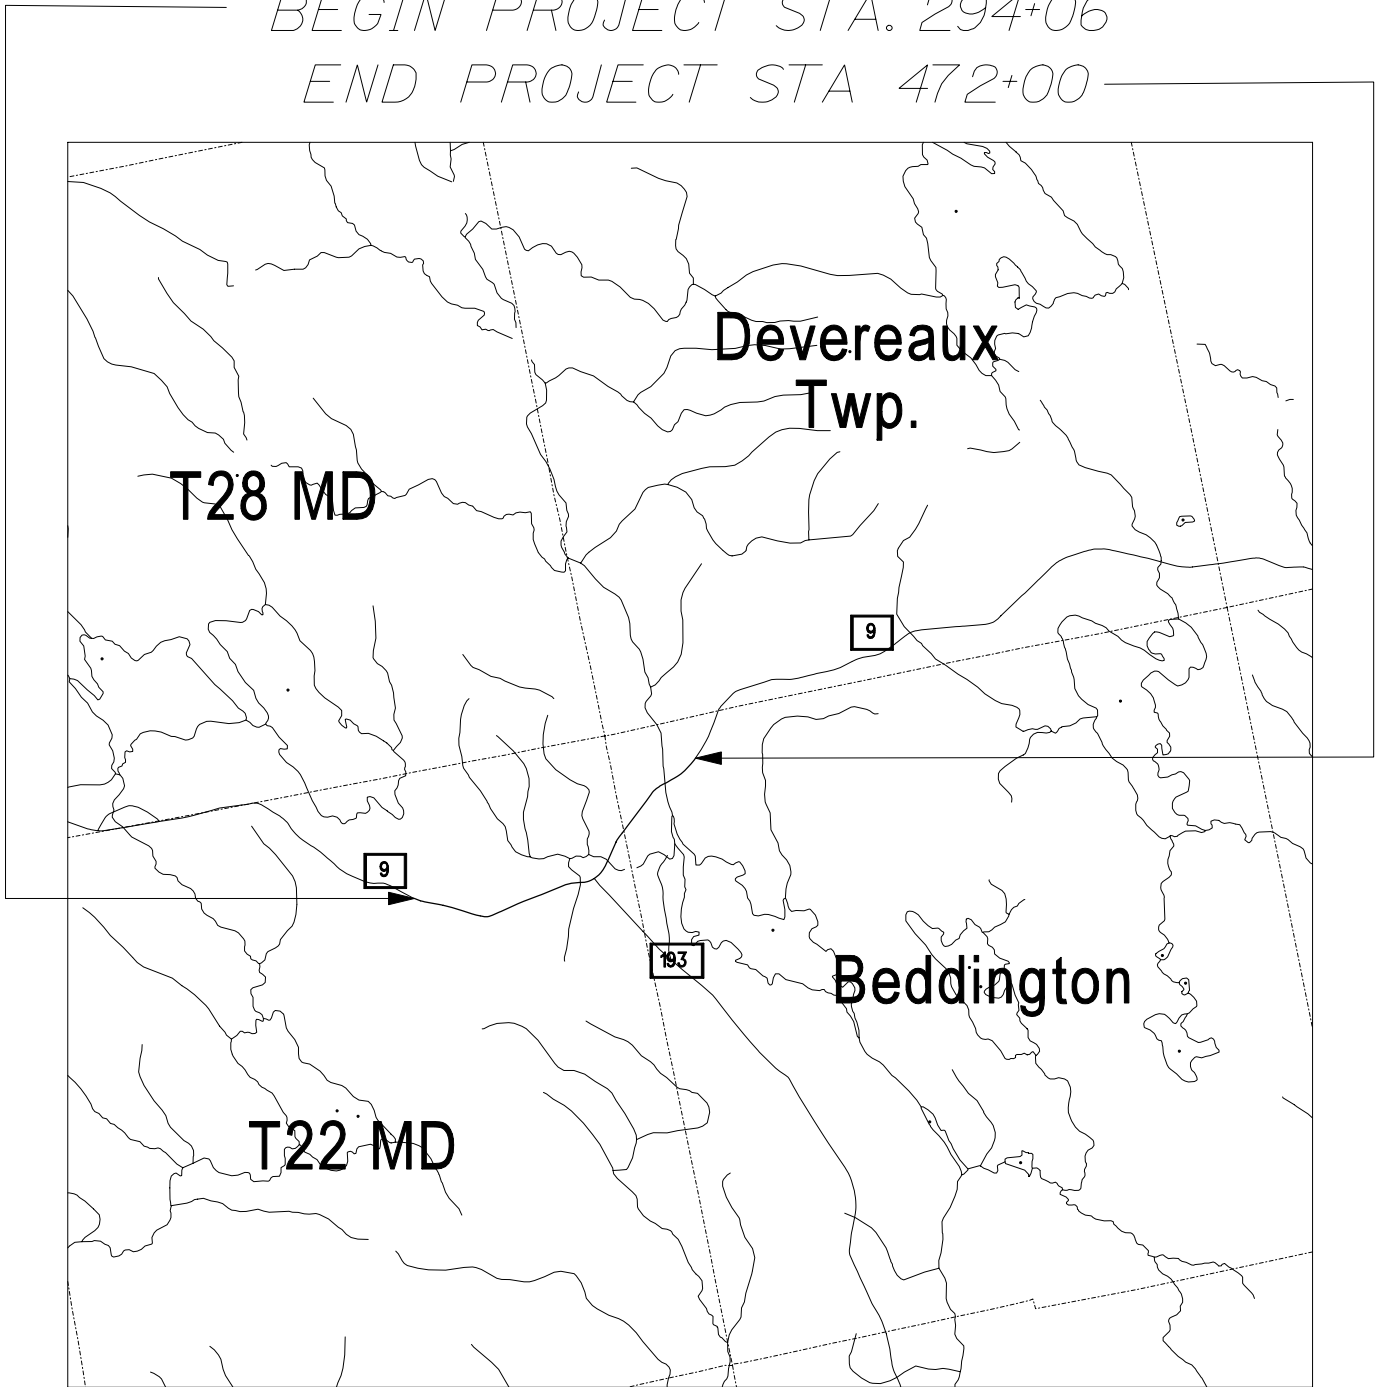 BEGIN PROJECT STA. 294+06
END PROJECT STA 472+00
Devereaux
Twp.
T28 MD
9
9
193
Beddington
T22 MD